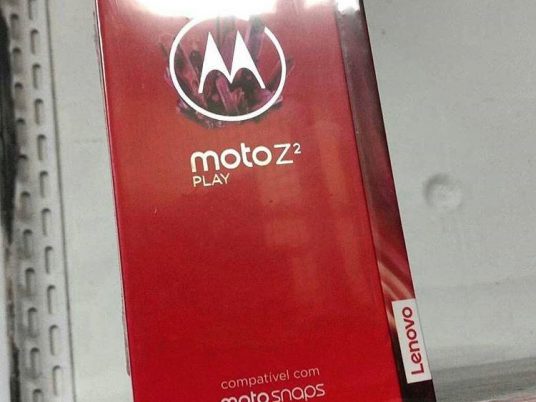 moto z²
PLAY
compatível com
moto snaps
Lenovo